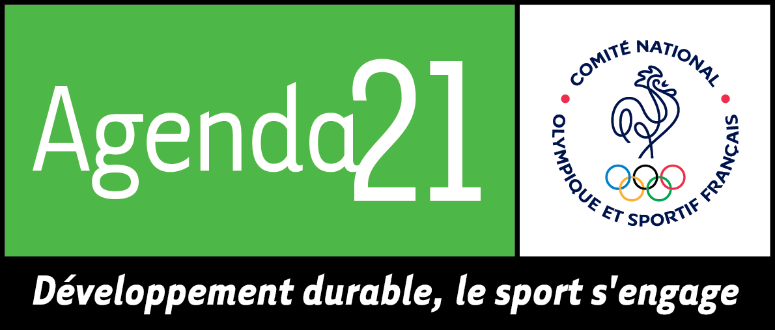 Agenda21
COMITÉ NATIONAL
OLYMPIQUE ET SPORTIF FRANÇAIS
Développement durable, le sport s'engage